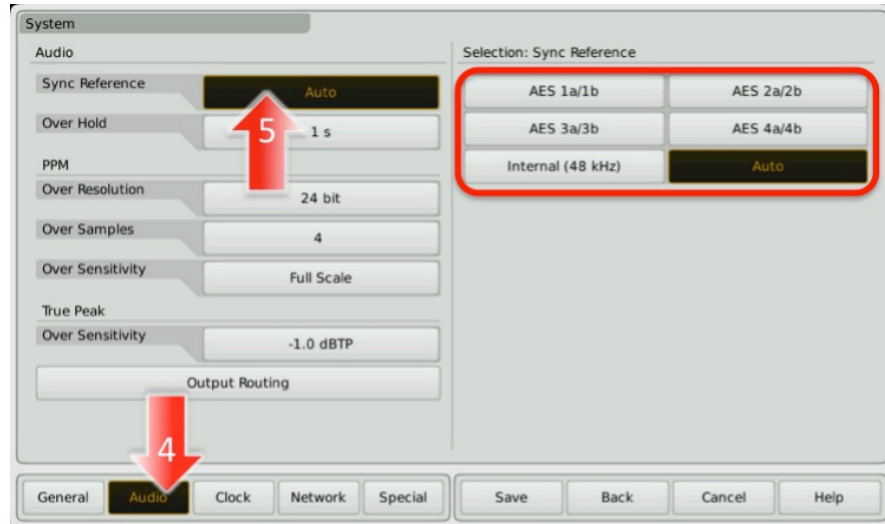 System
Audio
Sync Reference
Auto
Over Hold
1 s
5
PPM
Over Resolution
24 bit
Over Samples
4
Over Sensitivity
Full Scale
True Peak
Over Sensitivity
-1.0 dBTP
Output Routing
4
Selection: Sync Reference
AES 1a/1b
AES 2a/2b
AES 3a/3b
AES 4a/4b
Internal (48 kHz)
Auto
General
Audio
Clock
Network
Special
Save
Back
Cancel
Help